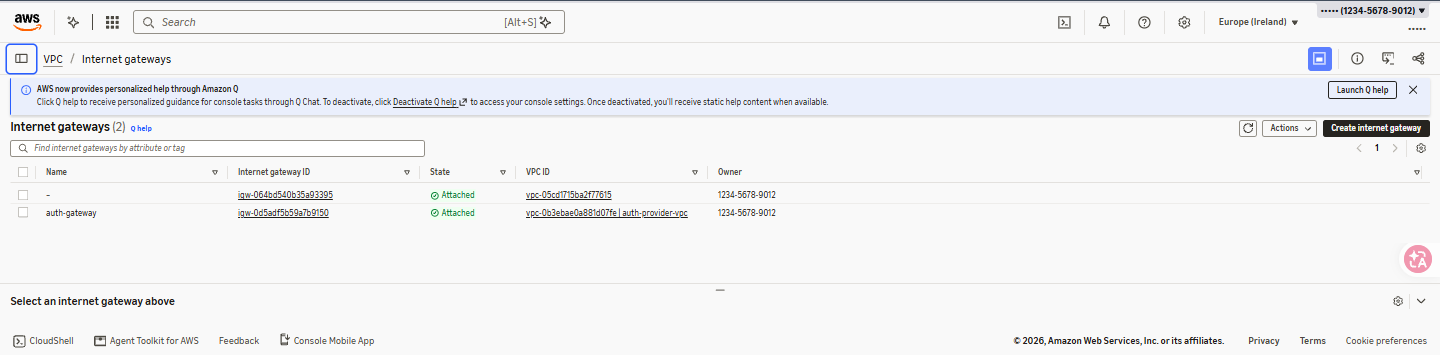 aws
Search [Alt+S]
Europe (Ireland) ▼
••••• (1234-5678-9012) ▼
•••••
VPC / Internet gateways
AWS now provides personalized help through Amazon Q
Click Q help to receive personalized guidance for console tasks through Q Chat. To deactivate, click Deactivate Q help to access your console settings. Once deactivated, you'll receive static help content when available.
Launch Q help
Internet gateways (2) Q help
Actions
Create internet gateway
Find internet gateways by attribute or tag
1
Name Internet gateway ID State VPC ID Owner
– igw-064bd540b35a93395 Attached vpc-05cd1715ba2f77615 1234-5678-9012
auth-gateway igw-0d5adf5b59a7b9150 Attached vpc-0b3ebae0a881d07fe | auth-provider-vpc 1234-5678-9012
Select an internet gateway above
CloudShell Agent Toolkit for AWS Feedback Console Mobile App © 2026, Amazon Web Services, Inc. or its affiliates. Privacy Terms Cookie preferences